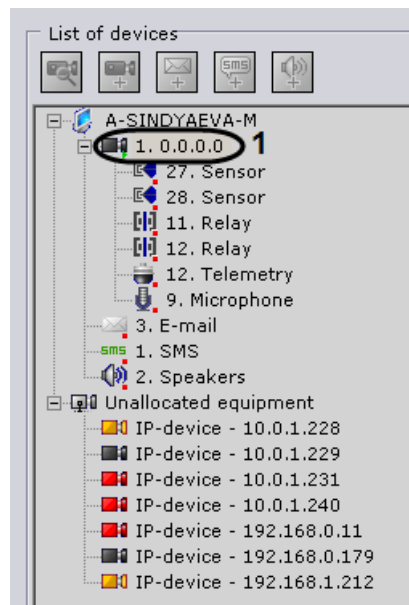 List of devices
SMS
A-SINDYAEVA-M
1. 0.0.0.0 1
27. Sensor
28. Sensor
11. Relay
12. Relay
12. Telemetry
9. Microphone
3. E-mail
sms 1. SMS
2. Speakers
Unallocated equipment
IP-device - 10.0.1.228
IP-device - 10.0.1.229
IP-device - 10.0.1.231
IP-device - 10.0.1.240
IP-device - 192.168.0.11
IP-device - 192.168.0.179
IP-device - 192.168.1.212